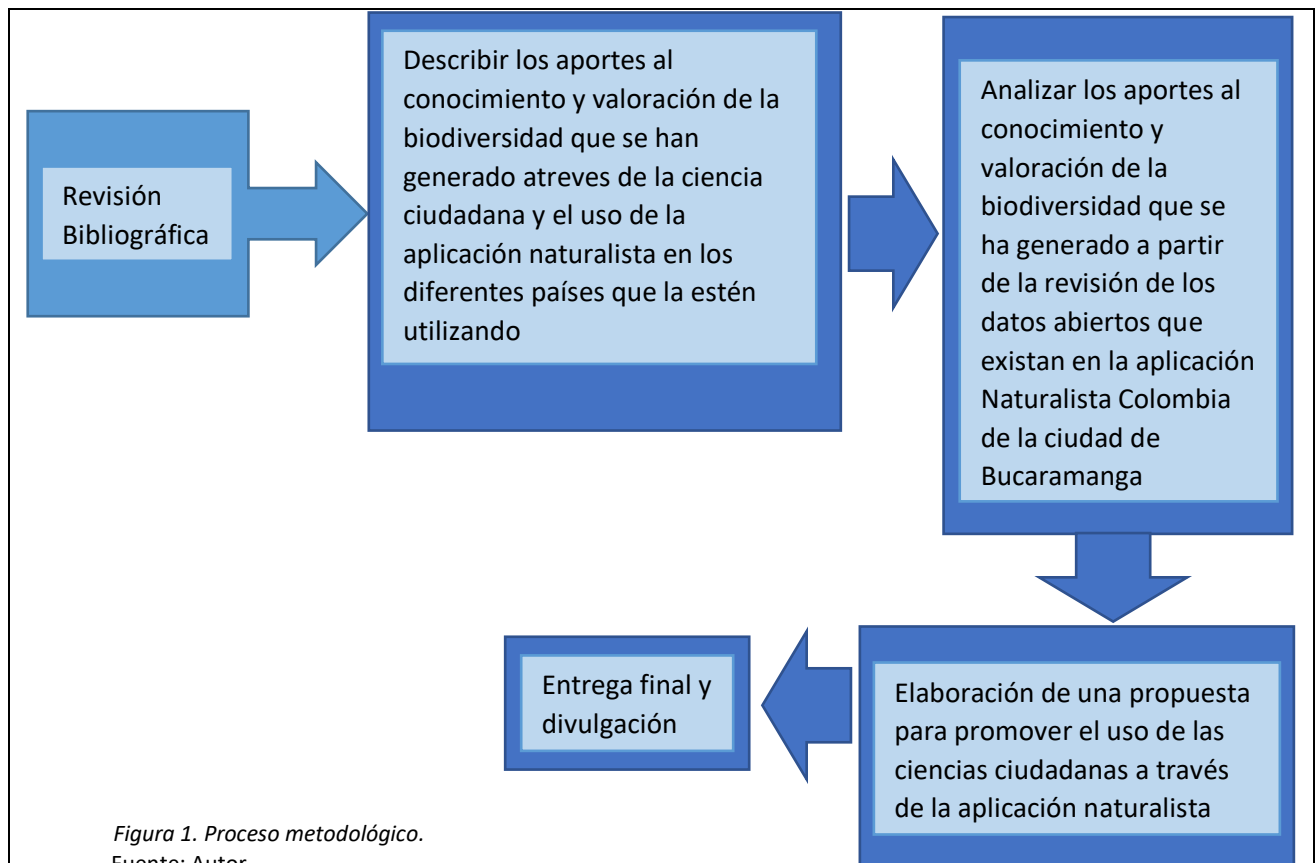 Revisión
Bibliográfica
Describir los aportes al
conocimiento y valoración de la
biodiversidad que se han
generado atreves de la ciencia
ciudadana y el uso de la
aplicación naturalista en los
diferentes países que la estén
utilizando
Analizar los aportes al
conocimiento y
valoración de la
biodiversidad que se
ha generado a partir
de la revisión de los
datos abiertos que
existan en la aplicación
Naturalista Colombia
de la ciudad de
Bucaramanga
Elaboración de una propuesta
para promover el uso de las
ciencias ciudadanas a través
de la aplicación naturalista
Entrega final y
divulgación
Figura 1. Proceso metodológico.
Fuente: Autor